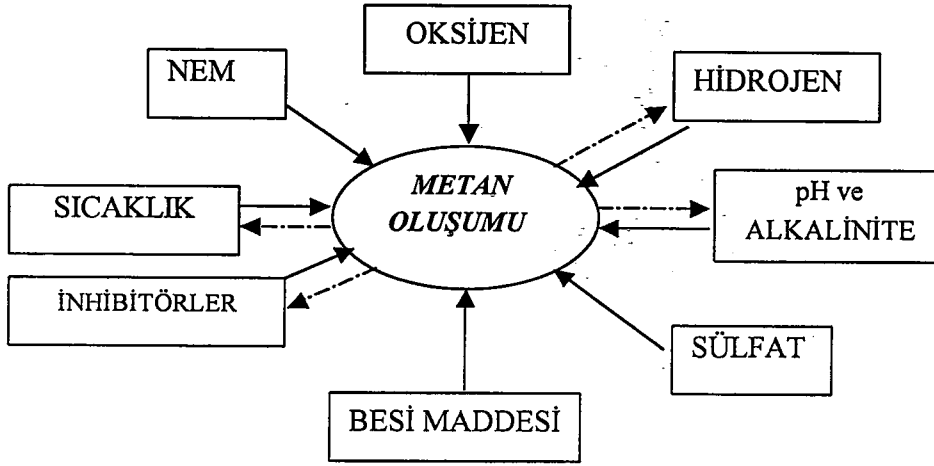 OKSİJEN
NEM
HİDROJEN
METAN
OLUŞUMU
SICAKLIK
pH ve
ALKALİNİTE
İNHİBİTÖRLER
SÜLFAT
BESİ MADDESİ